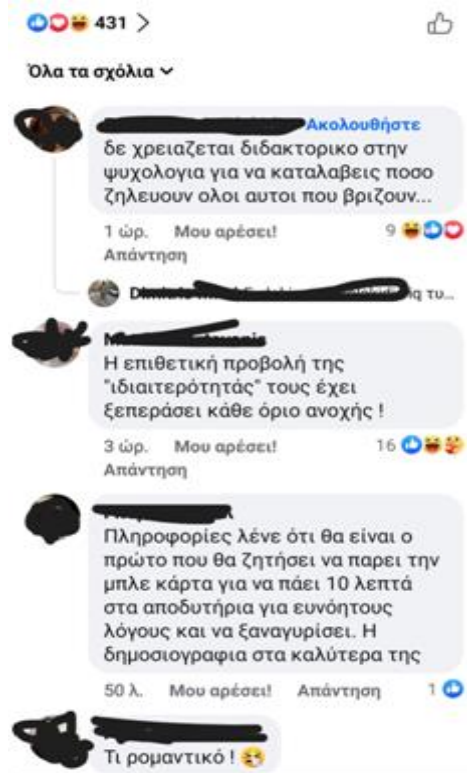 431
Όλα τα σχόλια
Ακολουθήστε
δε χρειαζεται διδακτορικο στην
ψυχολογια για να καταλαβεις ποσο
ζηλευουν ολοι αυτοι που βριζουν...
1 ώρ. Μου αρέσει! 9
Απάντηση
τυ...
Η επιθετική προβολή της
"ιδιαιτερότητάς" τους έχει
ξεπεράσει κάθε όριο ανοχής !
3 ώρ. Μου αρέσει! 16
Απάντηση
Πληροφορίες λένε ότι θα είναι ο
πρώτο που θα ζητήσει να παρει την
μπλε κάρτα για να πάει 10 λεπτά
στα αποδυτήρια για ευνόητους
λόγους και να ξαναγυρίσει. Η
δημοσιογραφια στα καλύτερα της
50 λ. Μου αρέσει! Απάντηση 1
Τι ρομαντικό !